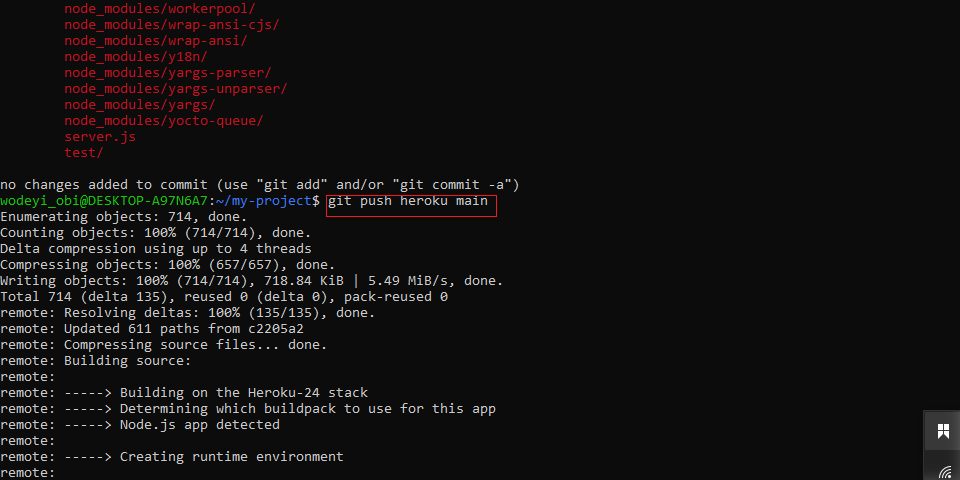 node_modules/workerpool/
node_modules/wrap-ansi-cjs/
node_modules/wrap-ansi/
node_modules/y18n/
node_modules/yargs-parser/
node_modules/yargs-unparser/
node_modules/yargs/
node_modules/yocto-queue/
server.js
test/
no changes added to commit (use "git add" and/or "git commit -a")
wodeyi_obi@DESKTOP-A97N6A7:~/my-project$ git push heroku main
Enumerating objects: 714, done.
Counting objects: 100% (714/714), done.
Delta compression using up to 4 threads
Compressing objects: 100% (657/657), done.
Writing objects: 100% (714/714), 718.84 KiB | 5.49 MiB/s, done.
Total 714 (delta 135), reused 0 (delta 0), pack-reused 0
remote: Resolving deltas: 100% (135/135), done.
remote: Updated 611 paths from c2205a2
remote: Compressing source files... done.
remote: Building source:
remote:
remote: -----> Building on the Heroku-24 stack
remote: -----> Determining which buildpack to use for this app
remote: -----> Node.js app detected
remote:
remote: -----> Creating runtime environment
remote: